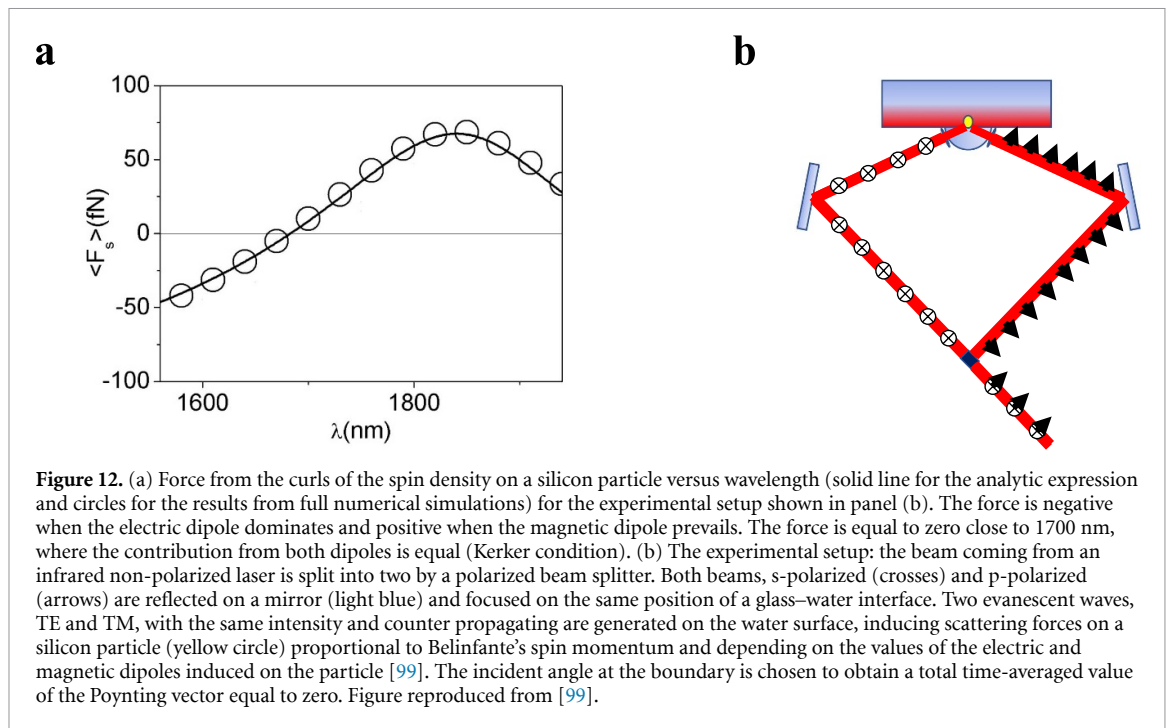 a
b
100
50
0
-50
-100
<F_s>(fN)
1600
1800
λ(nm)
Figure 12. (a) Force from the curls of the spin density on a silicon particle versus wavelength (solid line for the analytic expression
and circles for the results from full numerical simulations) for the experimental setup shown in panel (b). The force is negative
when the electric dipole dominates and positive when the magnetic dipole prevails. The force is equal to zero close to 1700 nm,
where the contribution from both dipoles is equal (Kerker condition). (b) The experimental setup: the beam coming from an
infrared non-polarized laser is split into two by a polarized beam splitter. Both beams, s-polarized (crosses) and p-polarized
(arrows) are reflected on a mirror (light blue) and focused on the same position of a glass–water interface. Two evanescent waves,
TE and TM, with the same intensity and counter propagating are generated on the water surface, inducing scattering forces on a
silicon particle (yellow circle) proportional to Belinfante's spin momentum and depending on the values of the electric and
magnetic dipoles induced on the particle [99]. The incident angle at the boundary is chosen to obtain a total time-averaged value
of the Poynting vector equal to zero. Figure reproduced from [99].